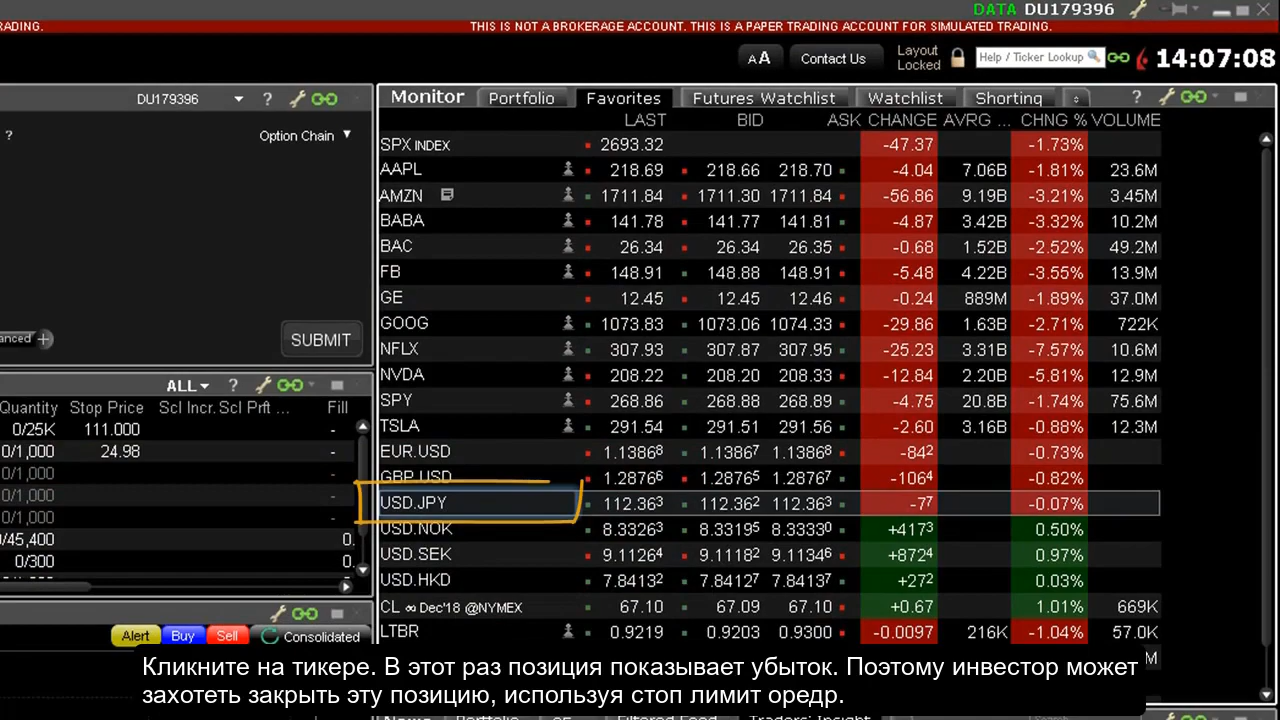 DATA DU179396
RADING.
THIS IS NOT A BROKERAGE ACCOUNT. THIS IS A PAPER TRADING ACCOUNT FOR SIMULATED TRADING.
AA Contact Us Layout Locked Help / Ticker Lookup 14:07:08
DU179396 ?
? Option Chain
anced + SUBMIT
ALL ?
Quantity Stop Price Scl Incr. Scl Prft ... Fill
0/25K 111.000 -
0/1,000 24.98 -
0/1,000 -
0/1,000 -
0/1,000 -
0/45,400 0.
0/300 0.
Alert Buy Sell Consolidated
Monitor Portfolio Favorites Futures Watchlist Watchlist Shorting ?
LAST BID ASK CHANGE AVRG ... CHNG % VOLUME
SPX INDEX 2693.32 -47.37 -1.73%
AAPL 218.69 218.66 218.70 -4.04 7.06B -1.81% 23.6M
AMZN 1711.84 1711.30 1711.84 -56.86 9.19B -3.21% 3.45M
BABA 141.78 141.77 141.81 -4.87 3.42B -3.32% 10.2M
BAC 26.34 26.34 26.35 -0.68 1.52B -2.52% 49.2M
FB 148.91 148.88 148.91 -5.48 4.22B -3.55% 13.9M
GE 12.45 12.45 12.46 -0.24 889M -1.89% 37.0M
GOOG 1073.83 1073.06 1074.33 -29.86 1.63B -2.71% 722K
NFLX 307.93 307.87 307.95 -25.23 3.31B -7.57% 10.6M
NVDA 208.22 208.20 208.33 -12.84 2.20B -5.81% 12.9M
SPY 268.86 268.88 268.89 -4.75 20.8B -1.74% 75.6M
TSLA 291.54 291.51 291.56 -2.60 3.16B -0.88% 12.3M
EUR.USD 1.1386⁸ 1.1386⁷ 1.1386⁸ -84² -0.73%
GBP.USD 1.2876⁶ 1.2876⁵ 1.2876⁷ -106⁴ -0.82%
USD.JPY 112.36³ 112.36² 112.36³ -7⁷ -0.07%
USD.NOK 8.3326³ 8.3319⁵ 8.3333⁰ +417³ 0.50%
USD.SEK 9.1126⁴ 9.1118² 9.1134⁶ +872⁴ 0.97%
USD.HKD 7.8413² 7.8412⁷ 7.8413⁷ +27² 0.03%
CL ∞ Dec'18 @NYMEX 67.10 67.09 67.10 +0.67 1.01% 669K
LTBR 0.9219 0.9203 0.9300 -0.0097 216K -1.04% 57.0K
M
Кликните на тикере. В этот раз позиция показывает убыток. Поэтому инвестор может
захотеть закрыть эту позицию, используя стоп лимит оредр.